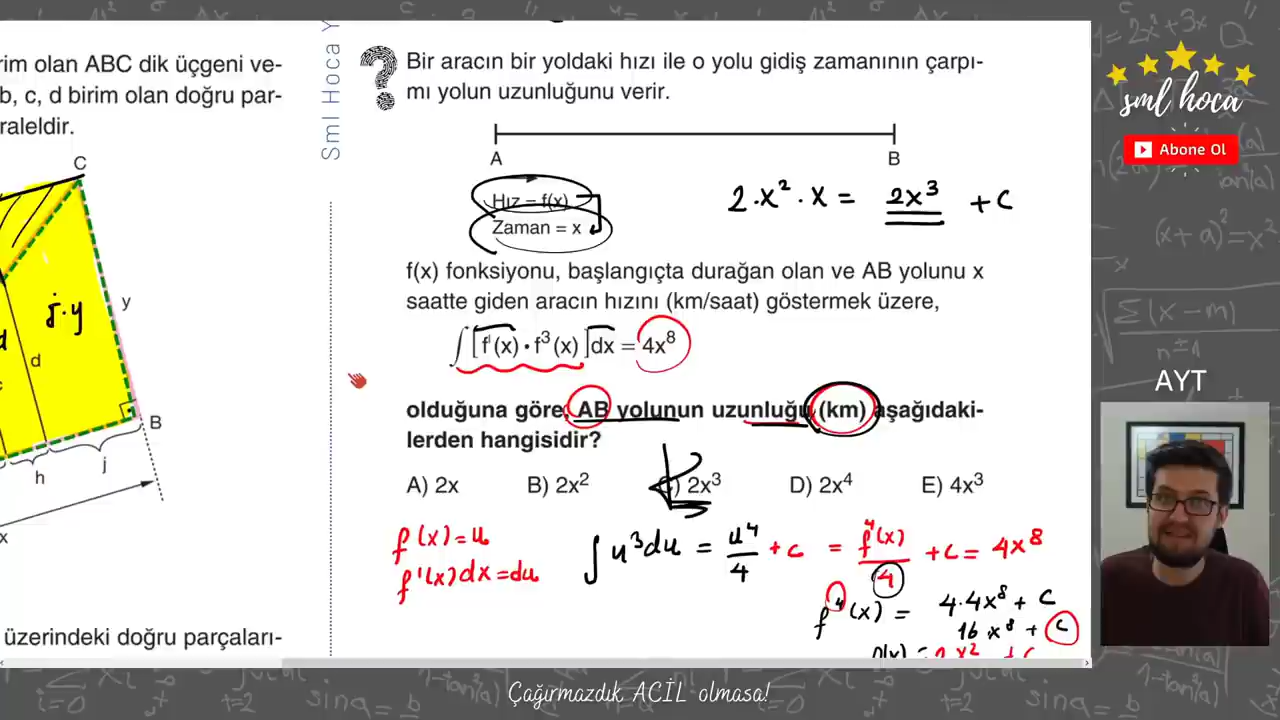 rim olan ABC dik üçgeni ve-
b, c, d birim olan doğru par-
raleldir.
C
y
j.y
d
d
B
h
j
x
üzerindeki doğru parçaları-
Sml Hoca Y
?
Bir aracın bir yoldaki hızı ile o yolu gidiş zamanının çarpı-
mı yolun uzunluğunu verir.
A
B
Hız = f(x)
Zaman = x
2.x² . x = 2x³ + c
f(x) fonksiyonu, başlangıçta durağan olan ve AB yolunu x
saatte giden aracın hızını (km/saat) göstermek üzere,
∫[f'(x) • f³(x)]dx = 4x⁸
olduğuna göre, AB yolunun uzunluğu (km) aşağıdaki-
lerden hangisidir?
A) 2x B) 2x² C) 2x³ D) 2x⁴ E) 4x³
f(x)=u
f'(x)dx=du
∫u³du = u⁴/4 + c = f⁴(x)/4 + c = 4x⁸
f⁴(x) = 4.4x⁸ + c
16x⁸ + c
sml hoca
Abone Ol
AYT
Çağırmazdık ACİL olmasa!